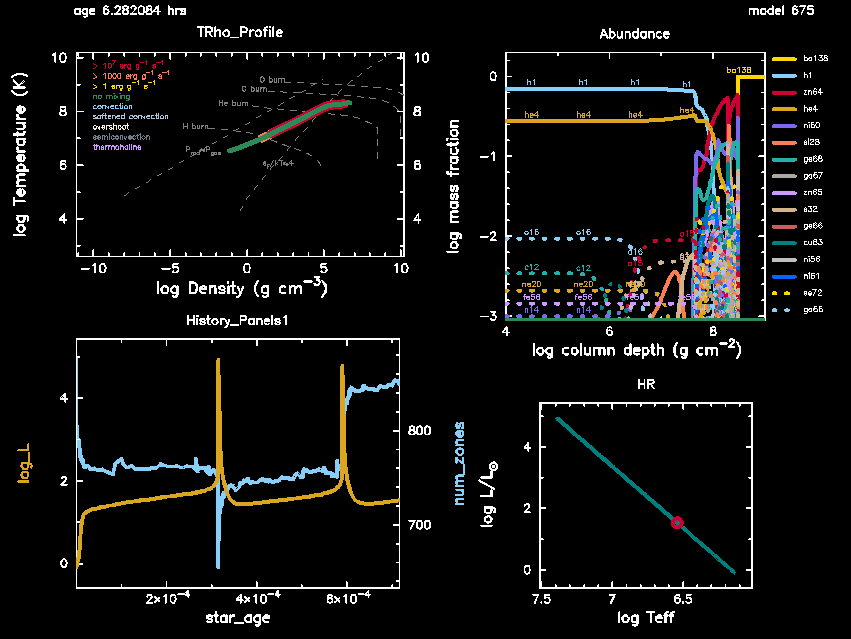 age 6.282084 hrs
model 675
TRho_Profile
> 10⁷ erg g⁻¹ s⁻¹
> 1000 erg g⁻¹ s⁻¹
> 1 erg g⁻¹ s⁻¹
no mixing
convection
softened convection
overshoot
semiconvection
thermohaline
O burn
C burn
He burn
H burn
10
8
6
4
10
8
6
4
−10
−5
0
5
10
log Temperature (K)
log Density (g cm⁻³)
Abundance
ba138
h1
h1
h1
h1
he4
he4
he4
he4
o16
o16
o16
c12
c12
ne20
ne20
fe56
fe56
fe56
fe56
n14
n14
n14
0
−1
−2
−3
4
6
8
log mass fraction
log column depth (g cm⁻²)
ba138
h1
zn64
he4
ni60
si28
ge68
ga67
zn65
s32
ge66
cu63
ni56
ni61
se72
ga66
History_Panels1
4
2
0
800
700
2×10⁻⁴
4×10⁻⁴
6×10⁻⁴
log_L
num_zones
star_age
HR
4
2
0
7.5
7
6.5
log L/L☉
log Teff